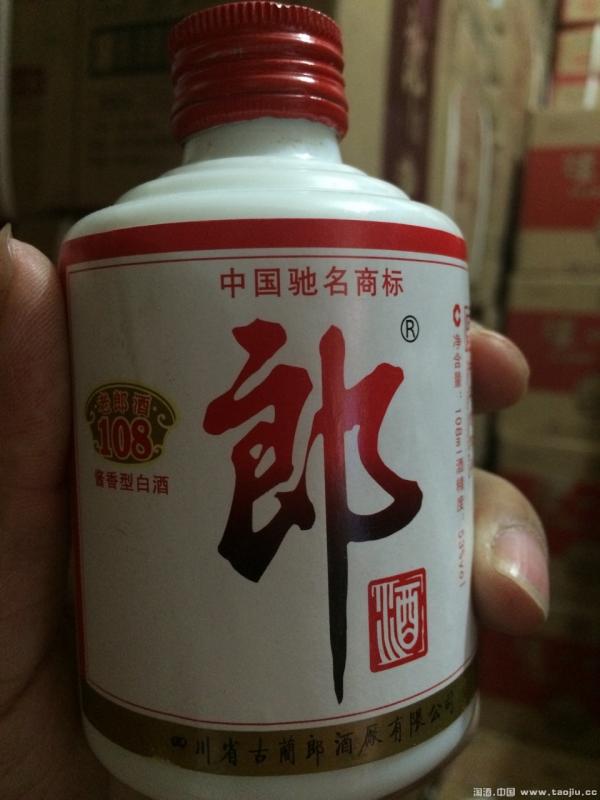 中国驰名商标
郎®
老郎酒
108
酱香型白酒
酒
净含量：108ml 酒精度：53%vol
四川省古蔺郎酒厂有限公司
淘酒.中国 www.taojiu.cc